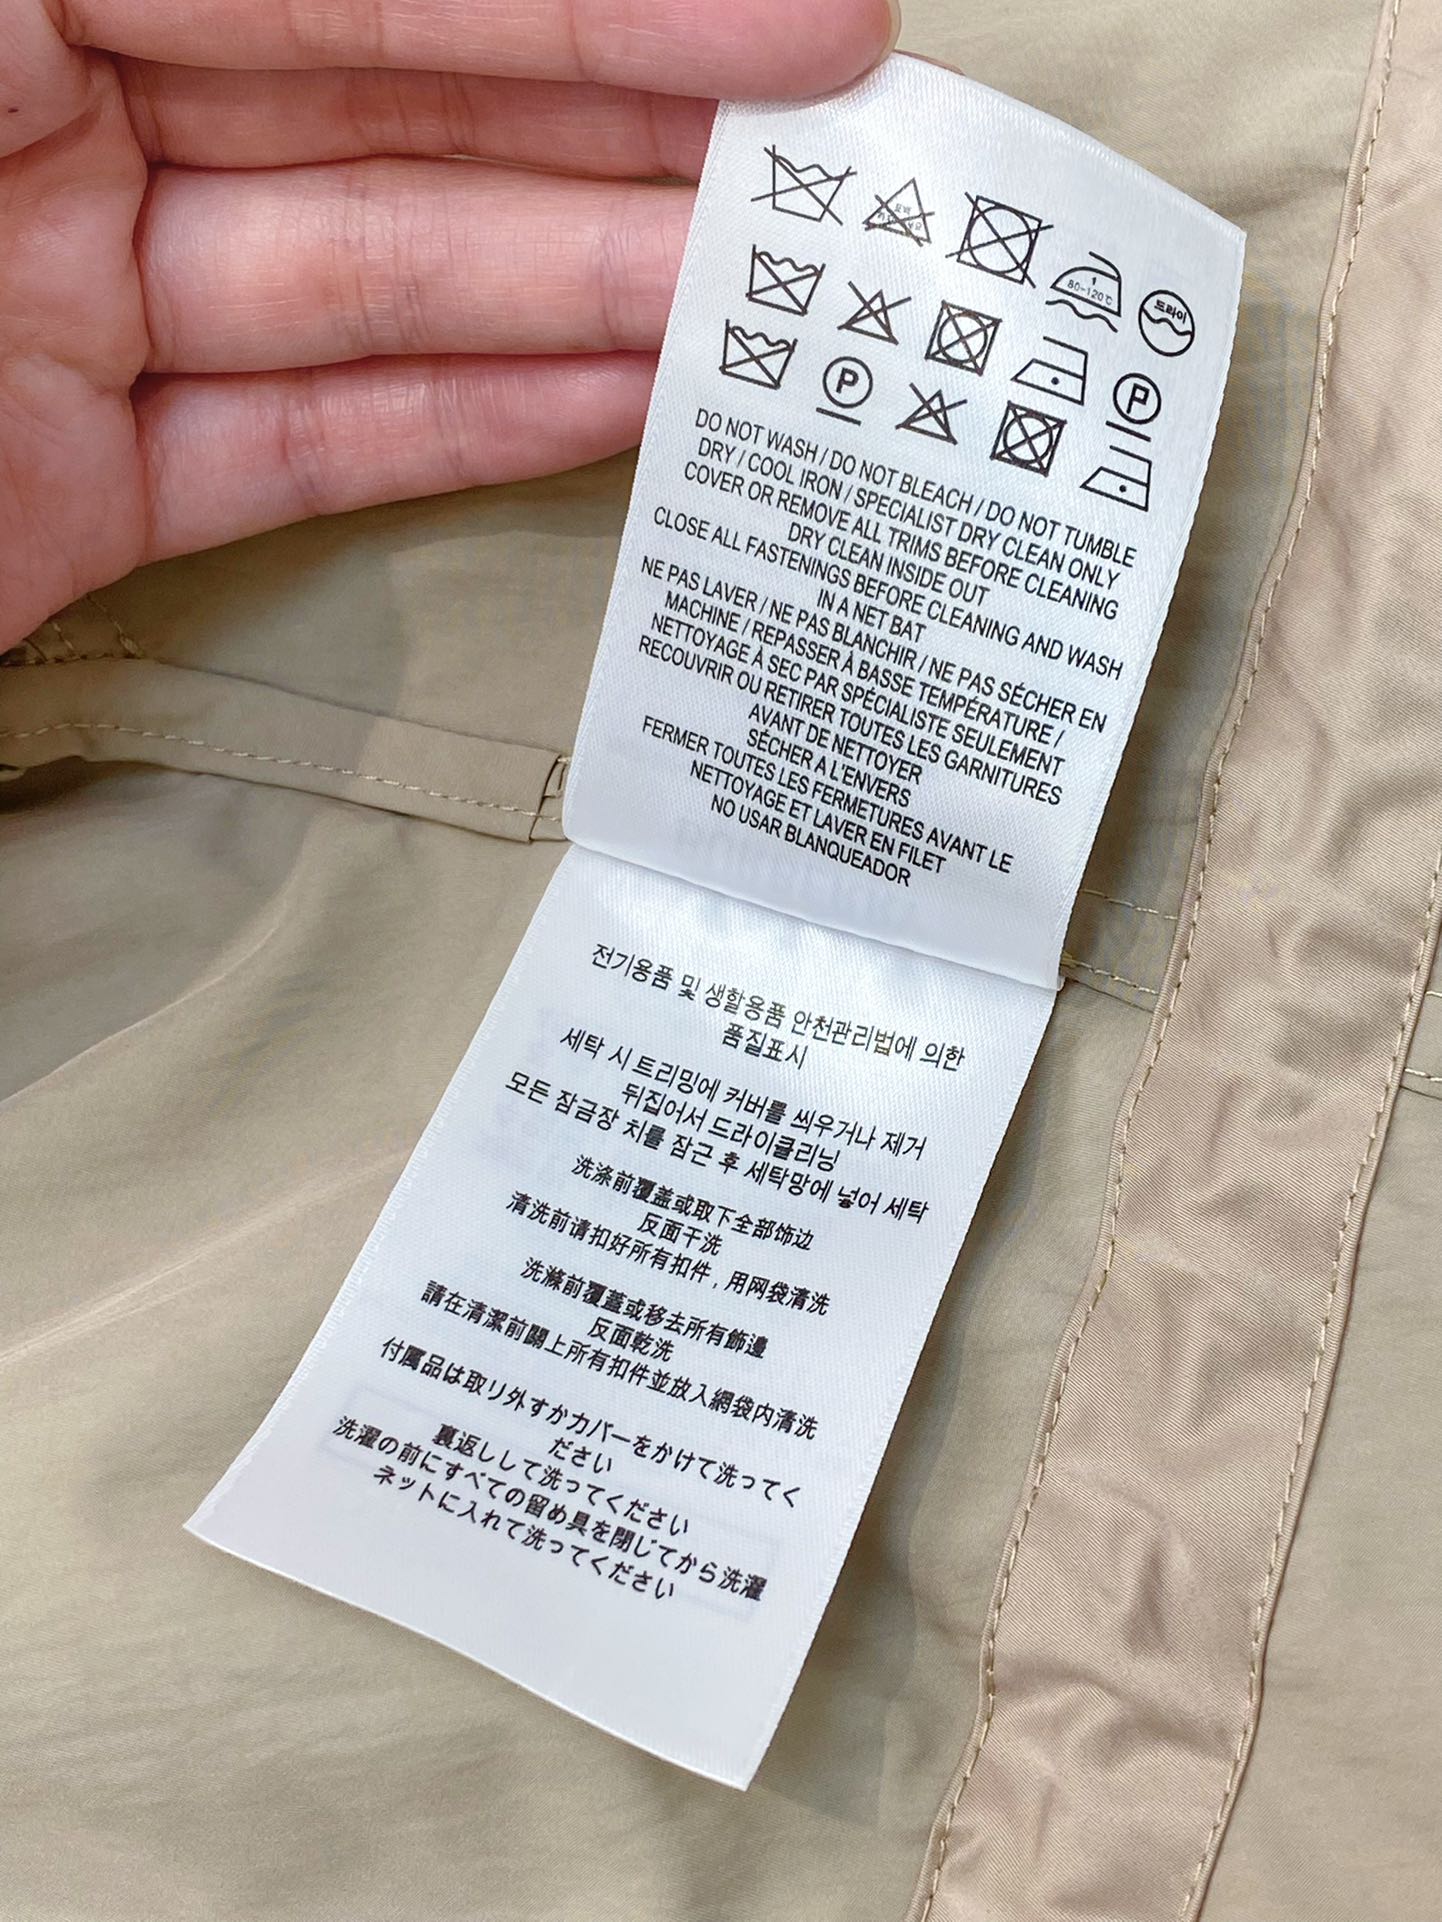 표백
80~120℃
드라이
P
P
DO NOT WASH / DO NOT BLEACH / DO NOT TUMBLE
DRY / COOL IRON / SPECIALIST DRY CLEAN ONLY
COVER OR REMOVE ALL TRIMS BEFORE CLEANING
DRY CLEAN INSIDE OUT
CLOSE ALL FASTENINGS BEFORE CLEANING AND WASH
IN A NET BAT
NE PAS LAVER / NE PAS BLANCHIR / NE PAS SÉCHER EN
MACHINE / REPASSER À BASSE TEMPÉRATURE /
NETTOYAGE À SEC PAR SPÉCIALISTE SEULEMENT
RECOUVRIR OU RETIRER TOUTES LES GARNITURES
AVANT DE NETTOYER
SÉCHER A L'ENVERS
FERMER TOUTES LES FERMETURES AVANT LE
NETTOYAGE ET LAVER EN FILET
NO USAR BLANQUEADOR
전기용품 및 생할용품 안천관리법에 의한
품질표시
세탁 시 트리밍에 커버를 씌우거나 제거
뒤집어서 드라이클리닝
모든 잠금장 치를 잠근 후 세탁망에 넣어 세탁
洗涤前覆盖或取下全部饰边
反面干洗
清洗前请扣好所有扣件，用网袋清洗
洗滌前覆蓋或移去所有飾邊
反面乾洗
請在清潔前關上所有扣件並放入網袋内清洗
付属品は取り外すかカバーをかけて洗ってく
ださい
裏返しして洗ってください
洗濯の前にすべての留め具を閉じてから洗濯
ネットに入れて洗ってください